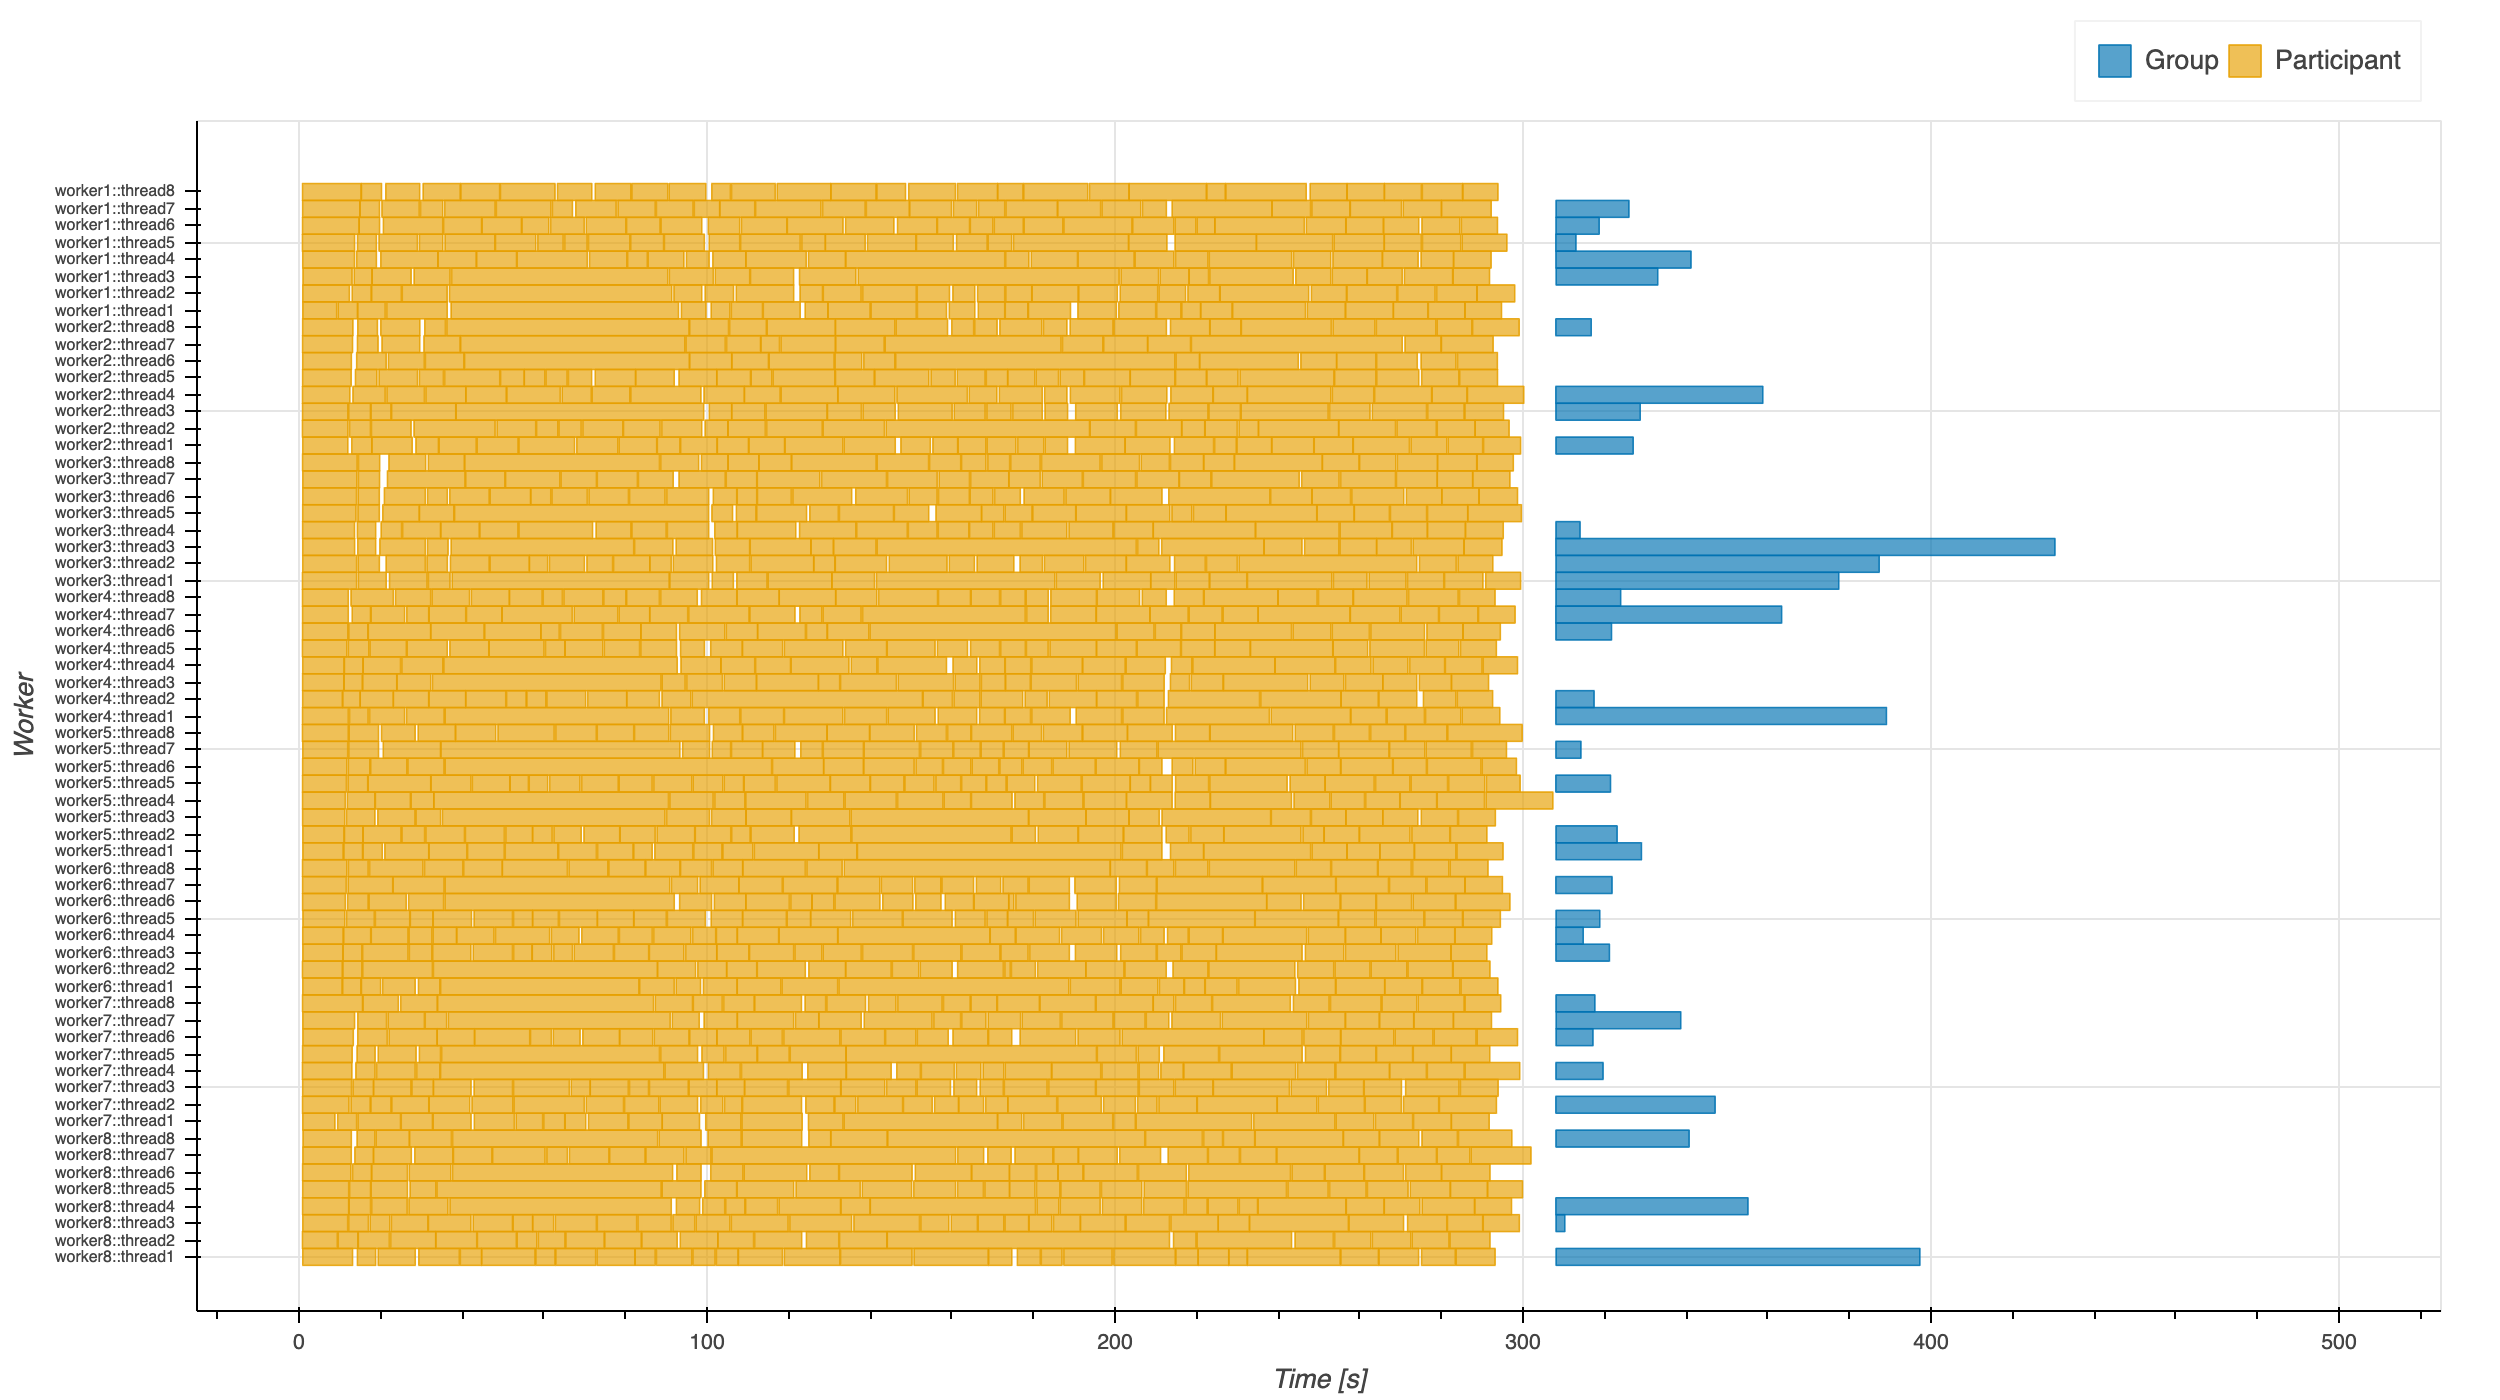 Group Participant
worker1::thread8
worker1::thread7
worker1::thread6
worker1::thread5
worker1::thread4
worker1::thread3
worker1::thread2
worker1::thread1
worker2::thread8
worker2::thread7
worker2::thread6
worker2::thread5
worker2::thread4
worker2::thread3
worker2::thread2
worker2::thread1
worker3::thread8
worker3::thread7
worker3::thread6
worker3::thread5
worker3::thread4
worker3::thread3
worker3::thread2
worker3::thread1
worker4::thread8
worker4::thread7
worker4::thread6
worker4::thread5
worker4::thread4
worker4::thread3
worker4::thread2
worker4::thread1
worker5::thread8
worker5::thread7
worker5::thread6
worker5::thread5
worker5::thread4
worker5::thread3
worker5::thread2
worker5::thread1
worker6::thread8
worker6::thread7
worker6::thread6
worker6::thread5
worker6::thread4
worker6::thread3
worker6::thread2
worker6::thread1
worker7::thread8
worker7::thread7
worker7::thread6
worker7::thread5
worker7::thread4
worker7::thread3
worker7::thread2
worker7::thread1
worker8::thread8
worker8::thread7
worker8::thread6
worker8::thread5
worker8::thread4
worker8::thread3
worker8::thread2
worker8::thread1
Worker
0 100 200 300 400 500
Time [s]